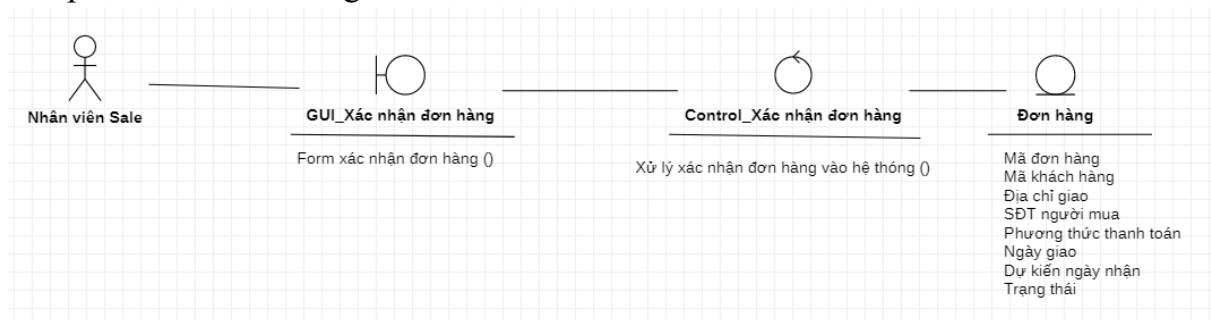 Nhân viên Sale
GUI_Xác nhận đơn hàng
Control_Xác nhận đơn hàng
Đơn hàng
Form xác nhận đơn hàng ()
Xử lý xác nhận đơn hàng vào hệ thóng ()
Mã đơn hàng
Mã khách hàng
Địa chỉ giao
SĐT người mua
Phương thức thanh toán
Ngày giao
Dự kiến ngày nhận
Trạng thái